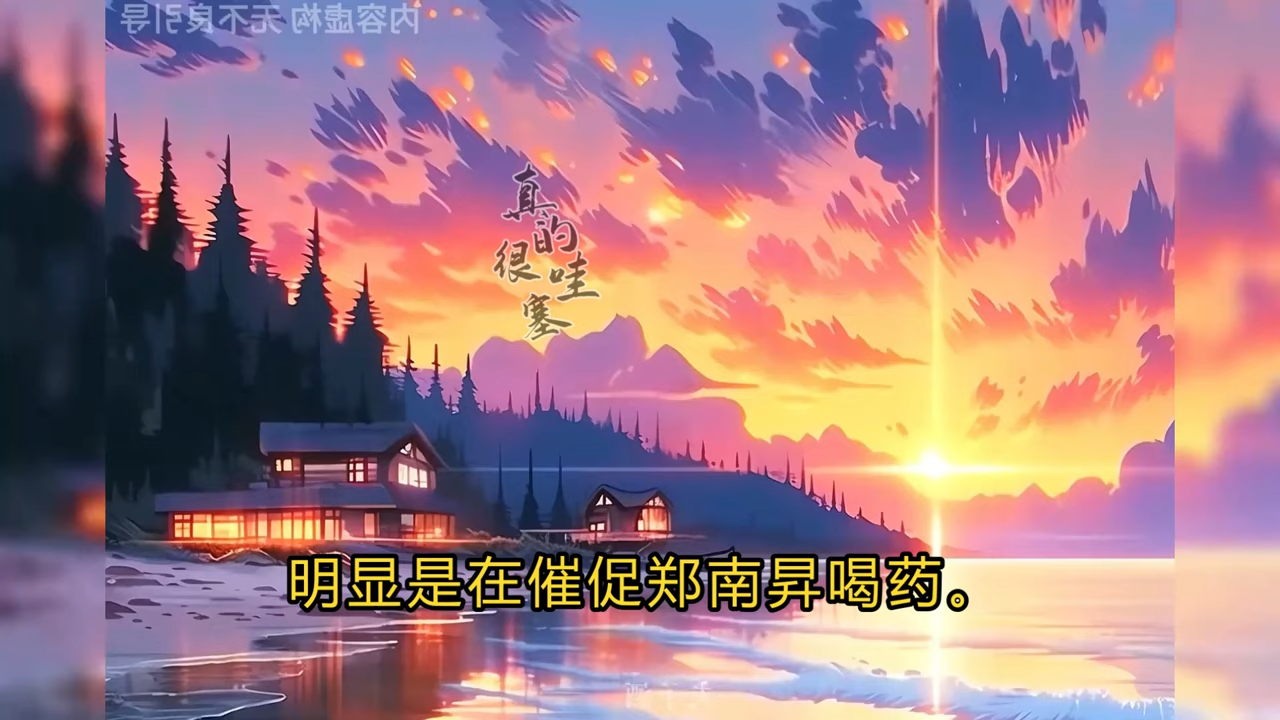 内容虚构 无不良引导
真的
很哇
塞
明显是在催促郑南昇喝药。